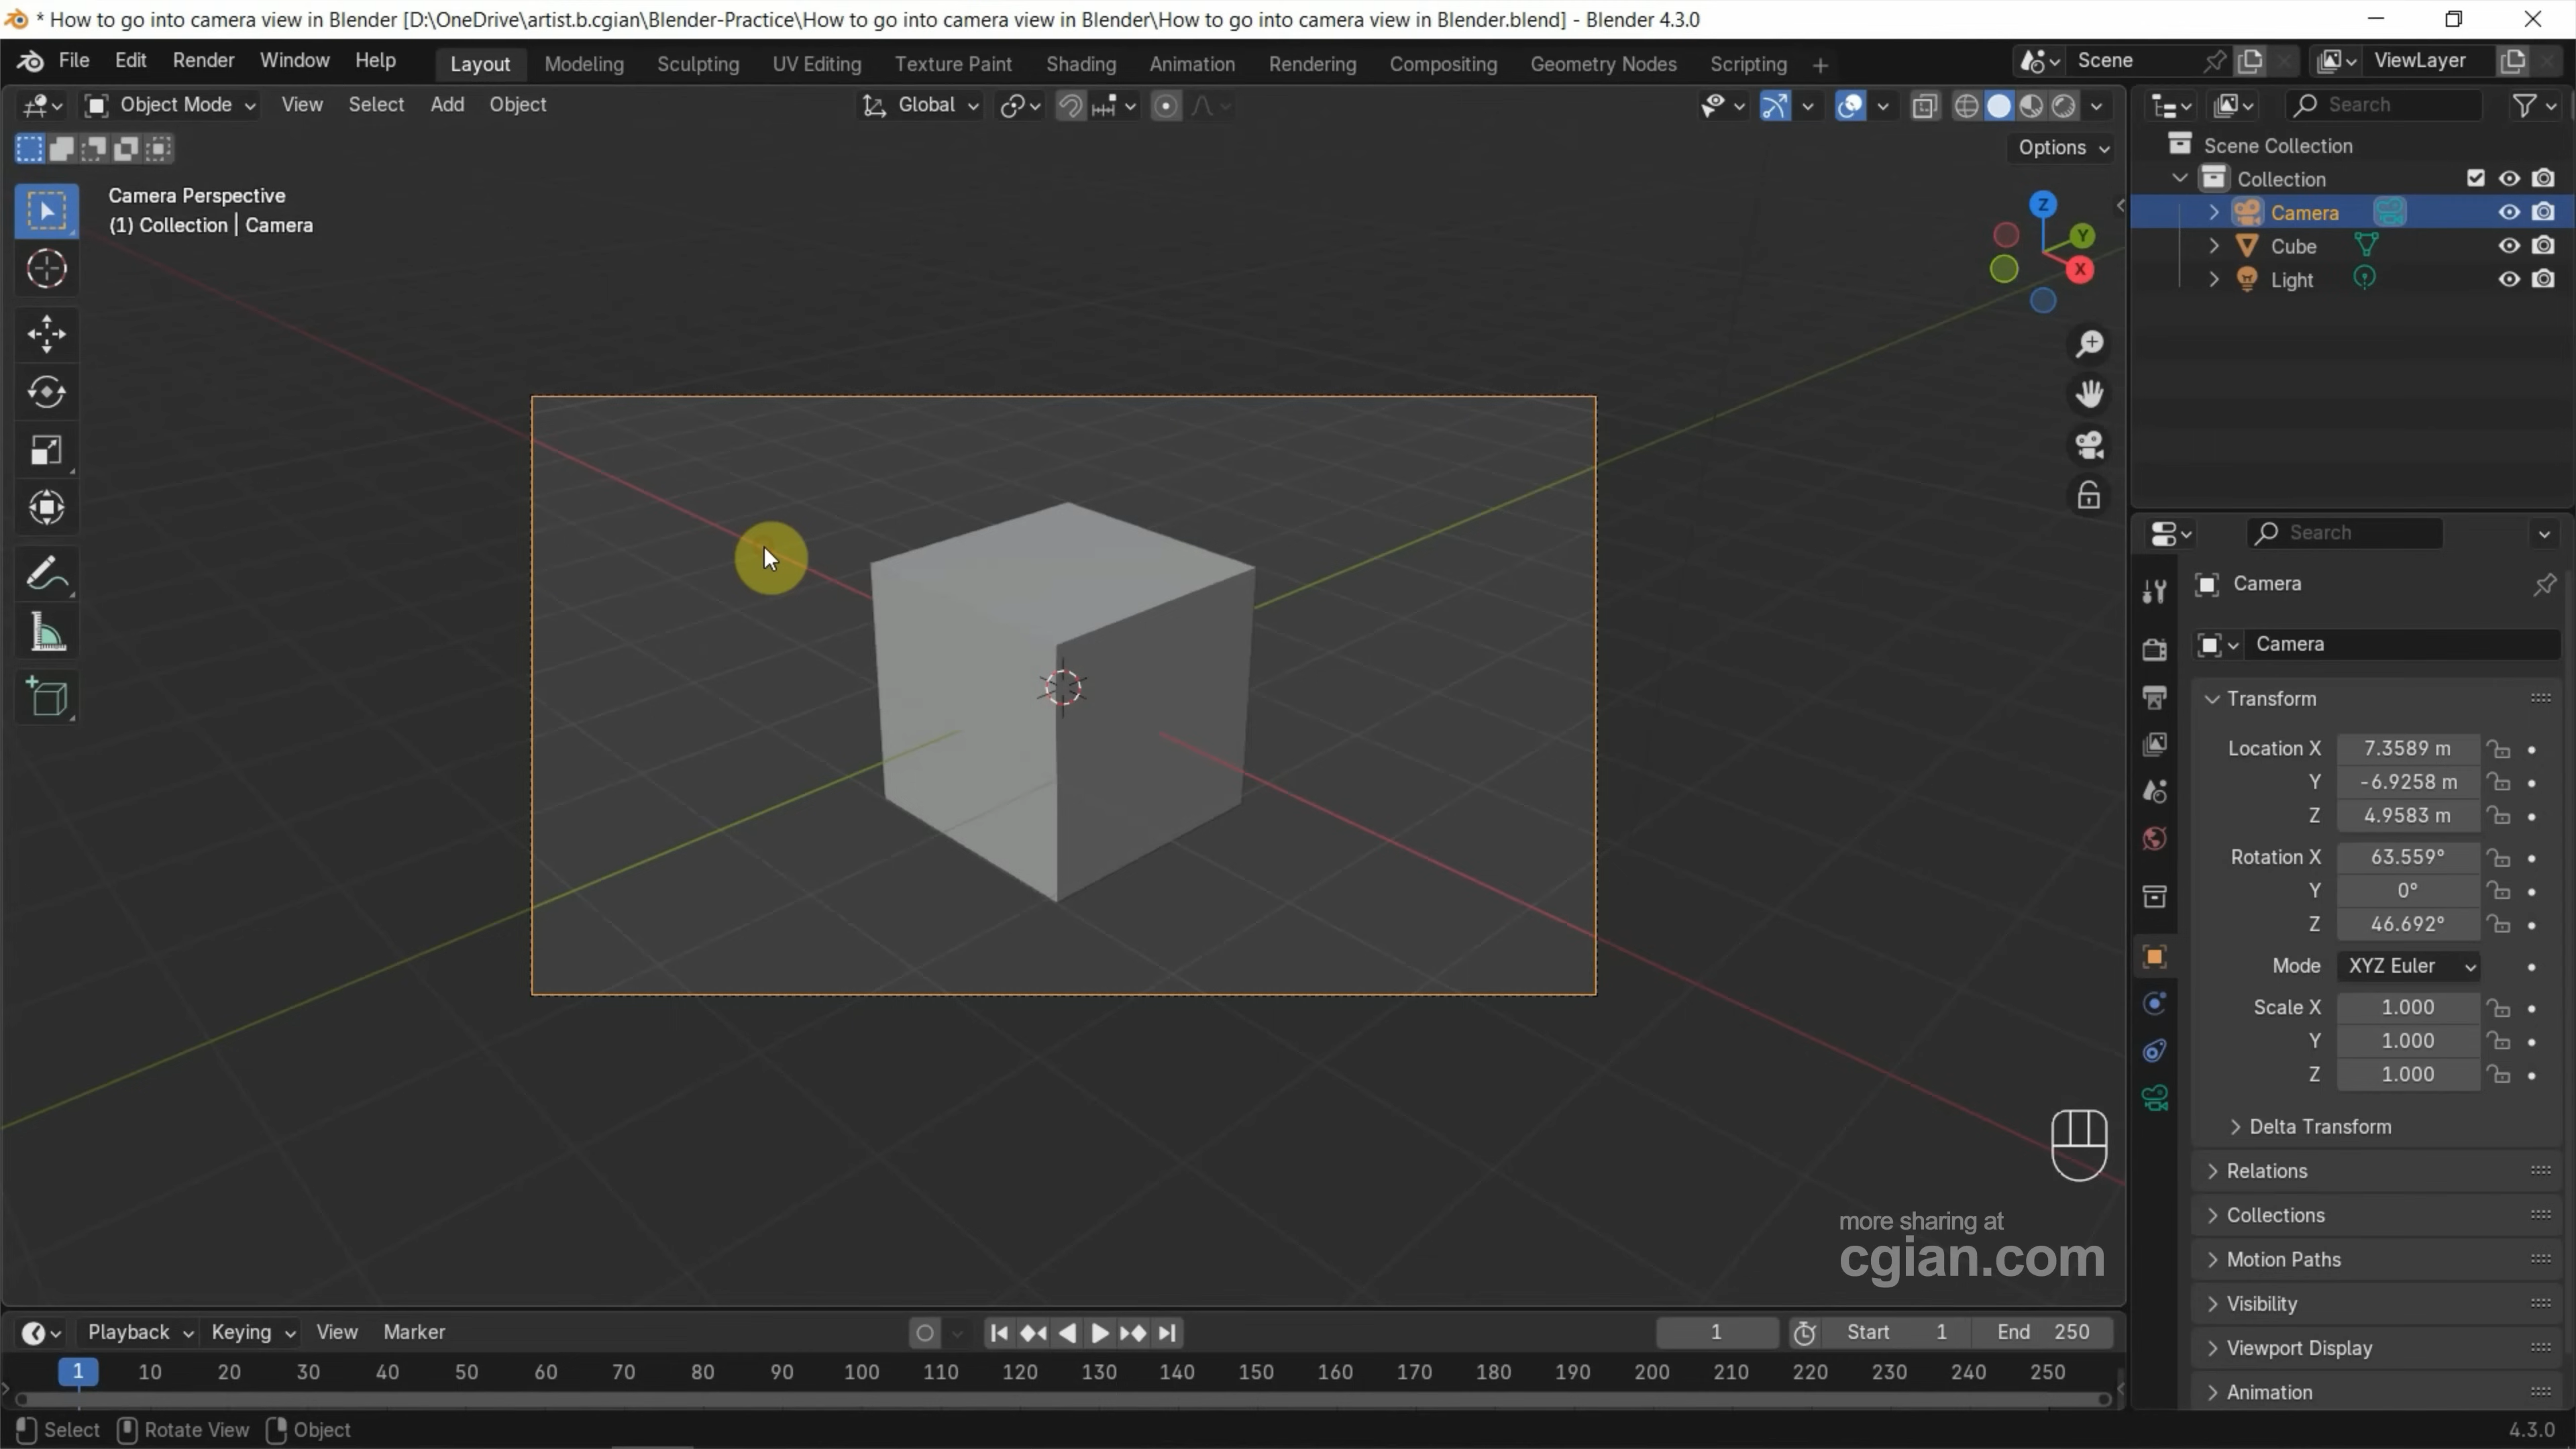 * How to go into camera view in Blender [D:\OneDrive\artist.b.cgian\Blender-Practice\How to go into camera view in Blender\How to go into camera view in Blender.blend] - Blender 4.3.0
File Edit Render Window Help Layout Modeling Sculpting UV Editing Texture Paint Shading Animation Rendering Compositing Geometry Nodes Scripting + Scene ViewLayer
Object Mode View Select Add Object Global Search
Options
Scene Collection
Collection
Camera
Cube
Light
Camera Perspective
(1) Collection | Camera
Z
Y
X
Search
Camera
Camera
Transform
Location X 7.3589 m
Y -6.9258 m
Z 4.9583 m
Rotation X 63.559°
Y 0°
Z 46.692°
Mode XYZ Euler
Scale X 1.000
Y 1.000
Z 1.000
Delta Transform
Relations
Collections
Motion Paths
Visibility
Viewport Display
Animation
more sharing at
cgian.com
Playback Keying View Marker 1 Start 1 End 250
1 10 20 30 40 50 60 70 80 90 100 110 120 130 140 150 160 170 180 190 200 210 220 230 240 250
Select Rotate View Object 4.3.0